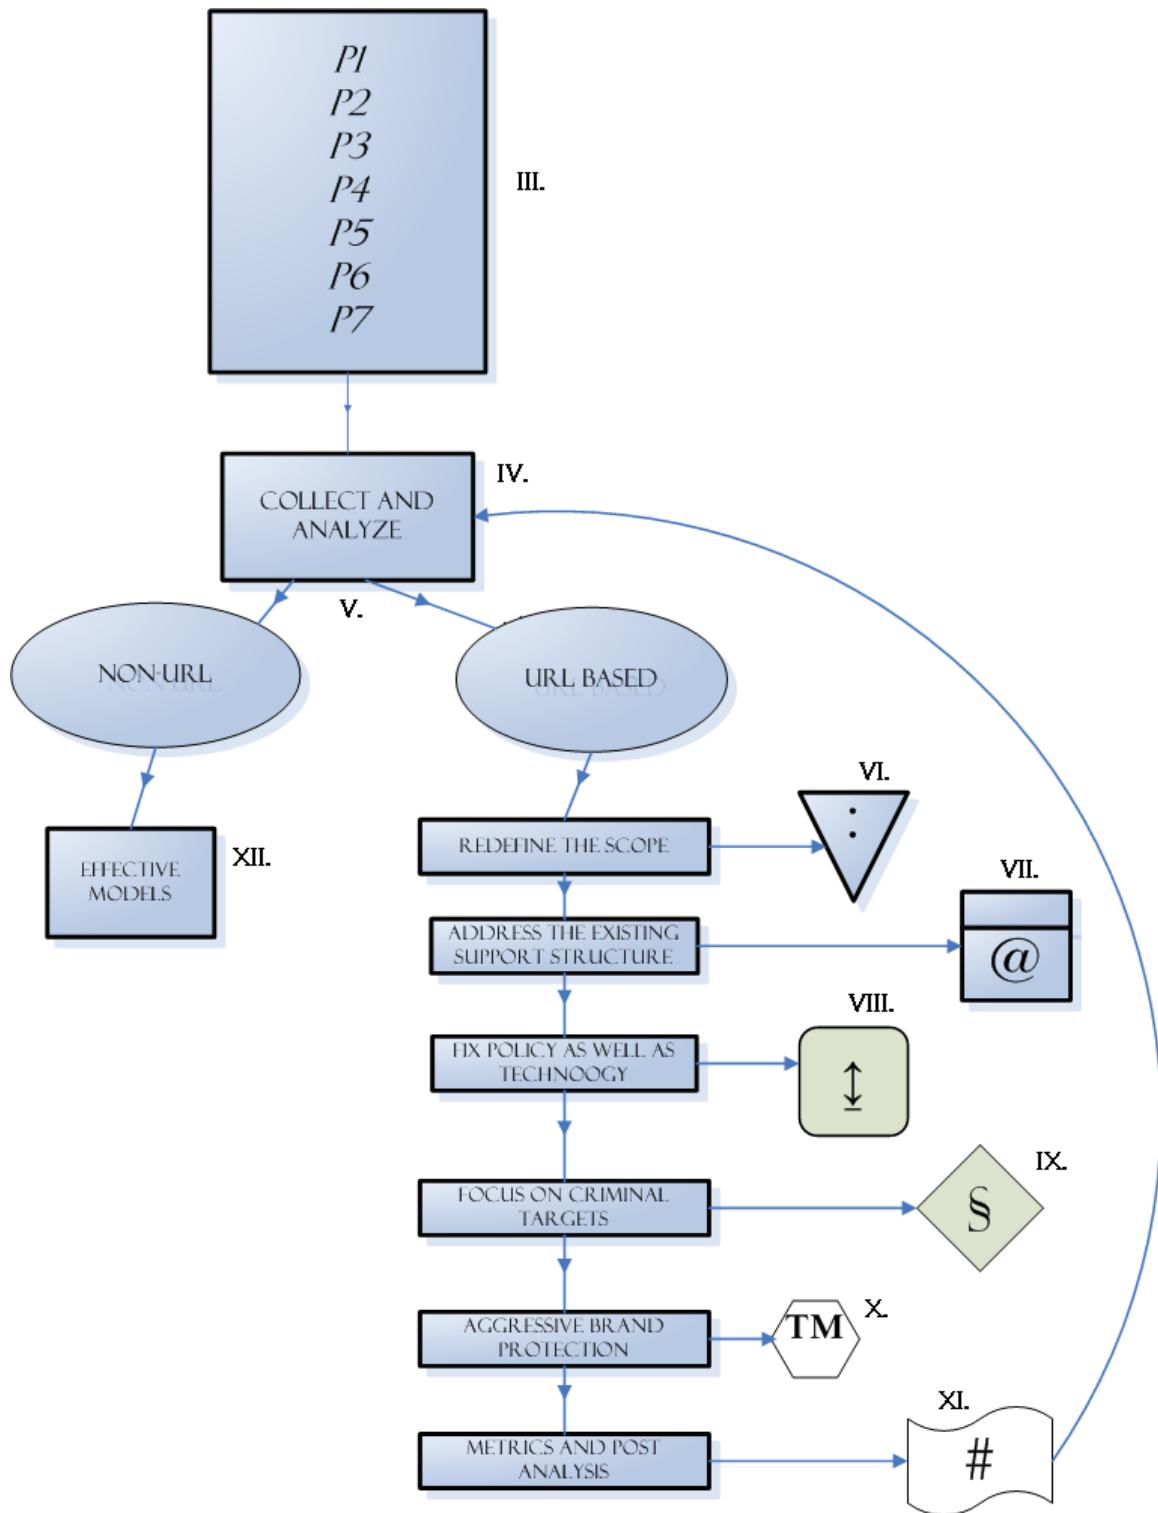 P1
P2
P3
P4
P5
P6
P7
III.
IV.
COLLECT AND
ANALYZE
V.
NON-URL
URL BASED
VI.
:
REDEFINE THE SCOPE
XII.
EFFECTIVE
MODELS
VII.
ADDRESS THE EXISTING
SUPPORT STRUCTURE
@
VIII.
FIX POLICY AS WELL AS
TECHNOOGY
↨
IX.
FOCUS ON CRIMINAL
TARGETS
§
X.
AGGRESSIVE BRAND
PROTECTION
TM
XI.
METRICS AND POST
ANALYSIS
#